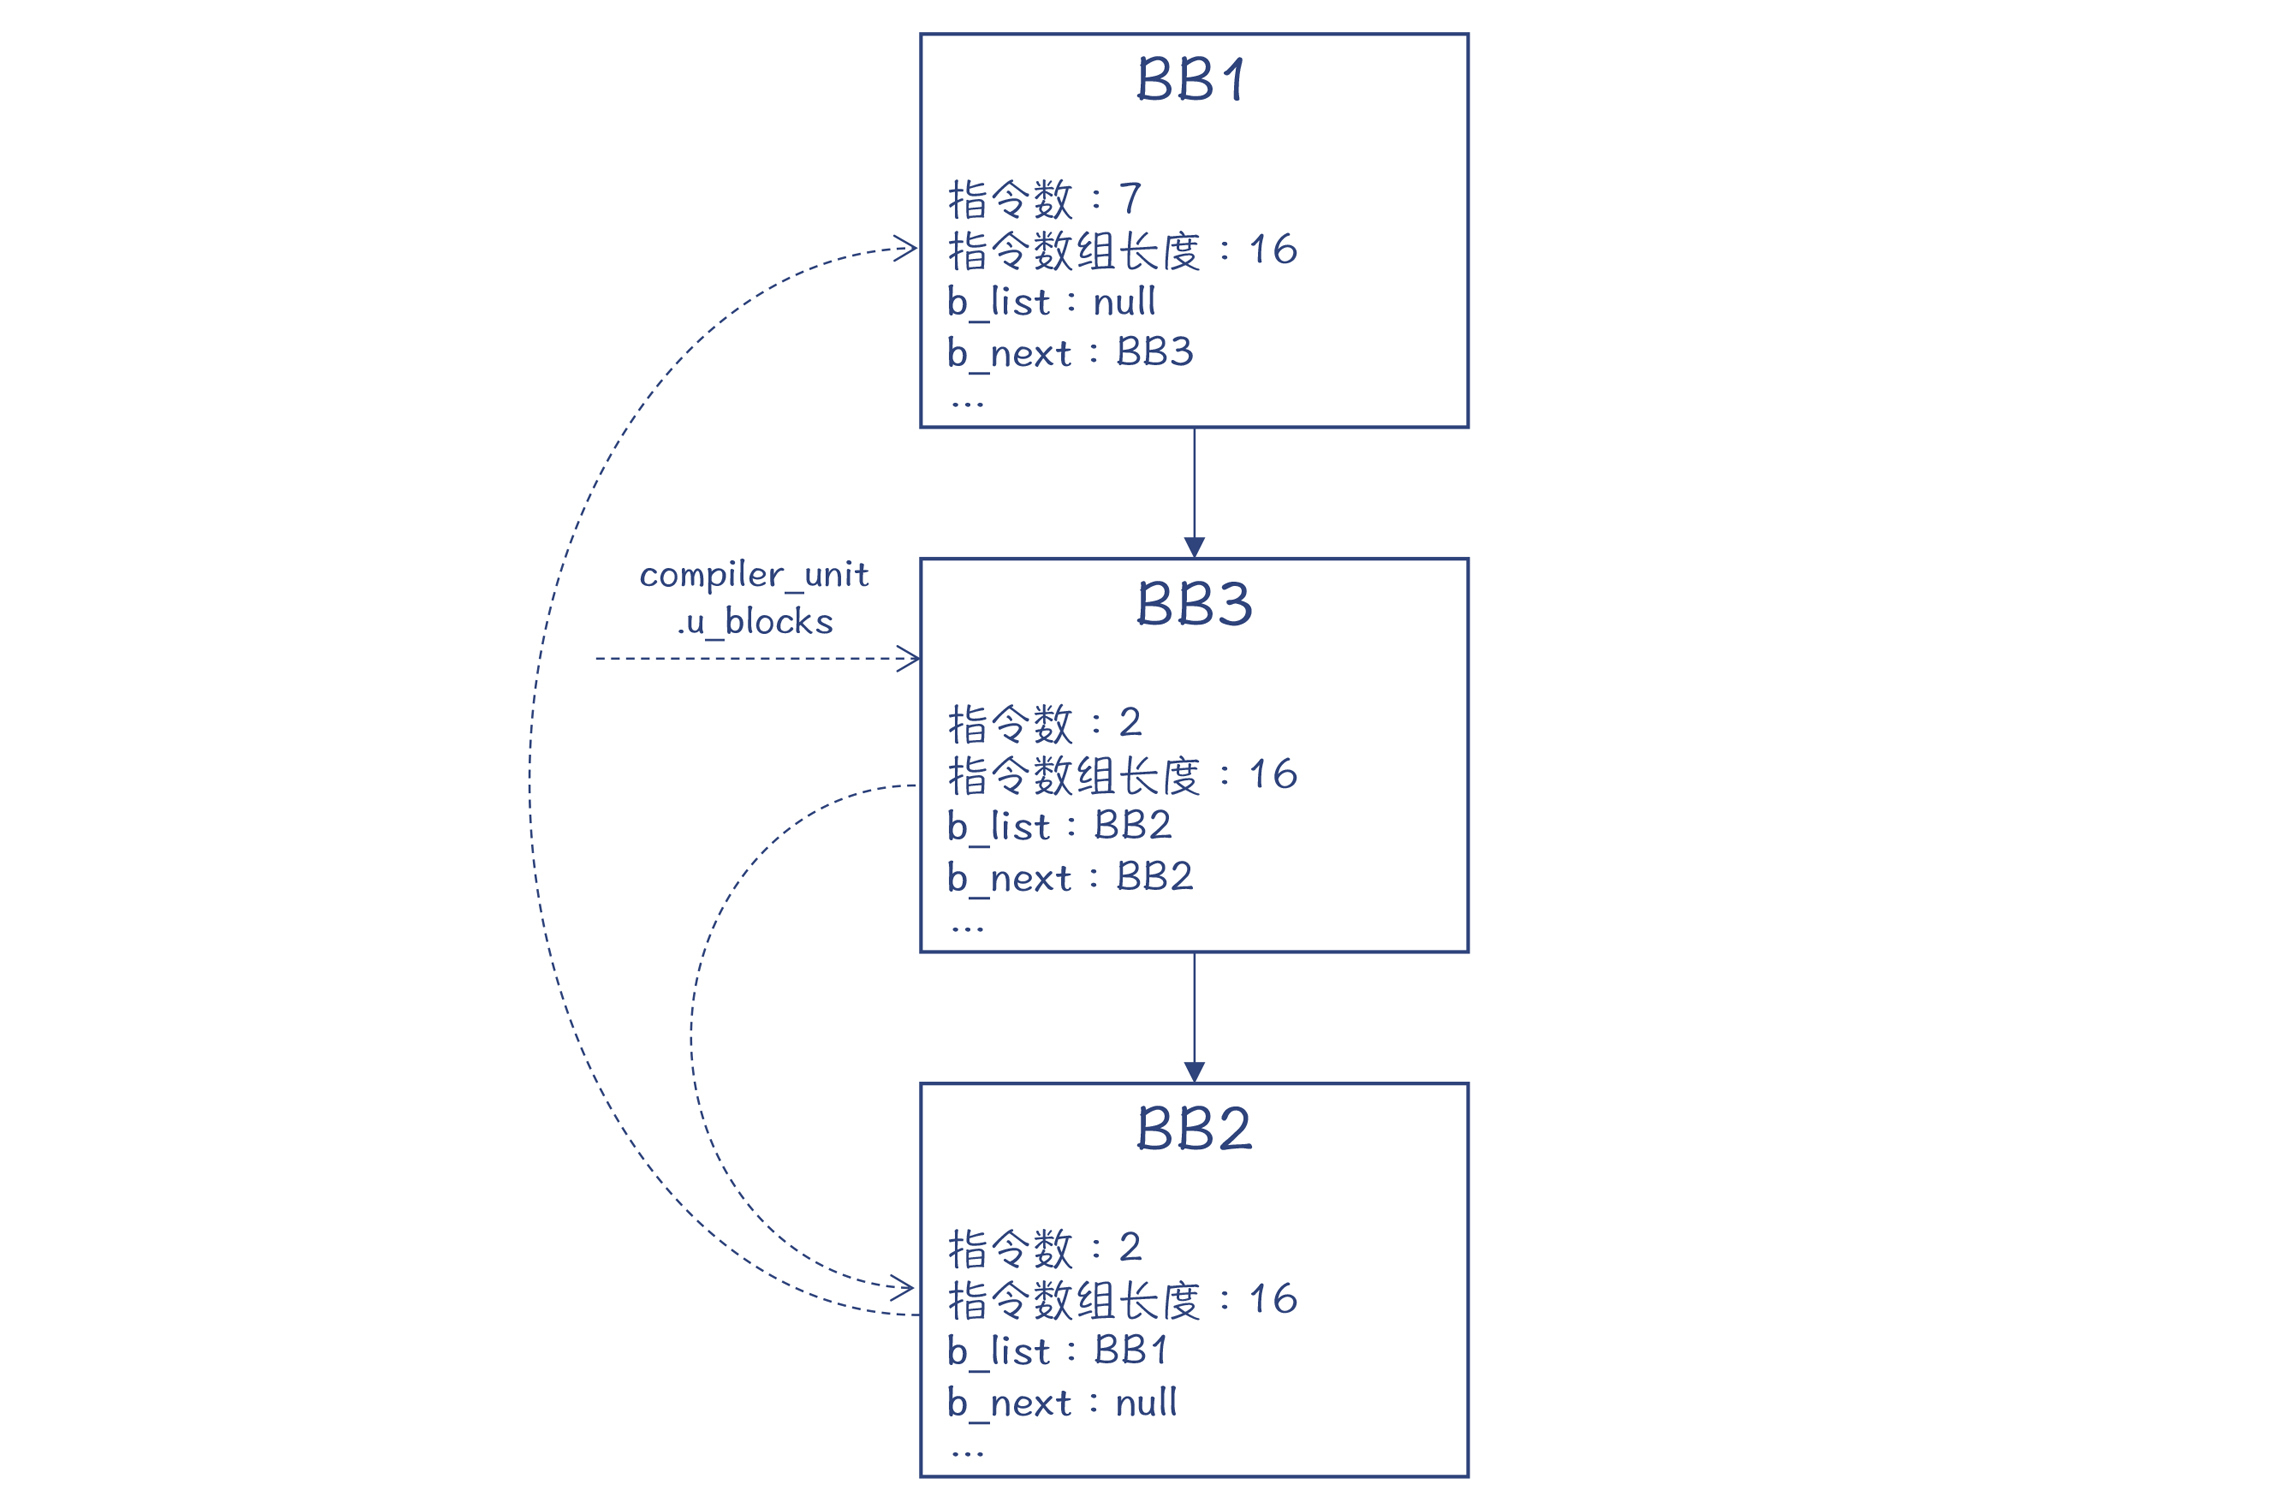 BB1
指令数：7
指令数组长度：16
b_list：null
b_next：BB3
...
compiler_unit
.u_blocks
BB3
指令数：2
指令数组长度：16
b_list：BB2
b_next：BB2
...
BB2
指令数：2
指令数组长度：16
b_list：BB1
b_next：null
...